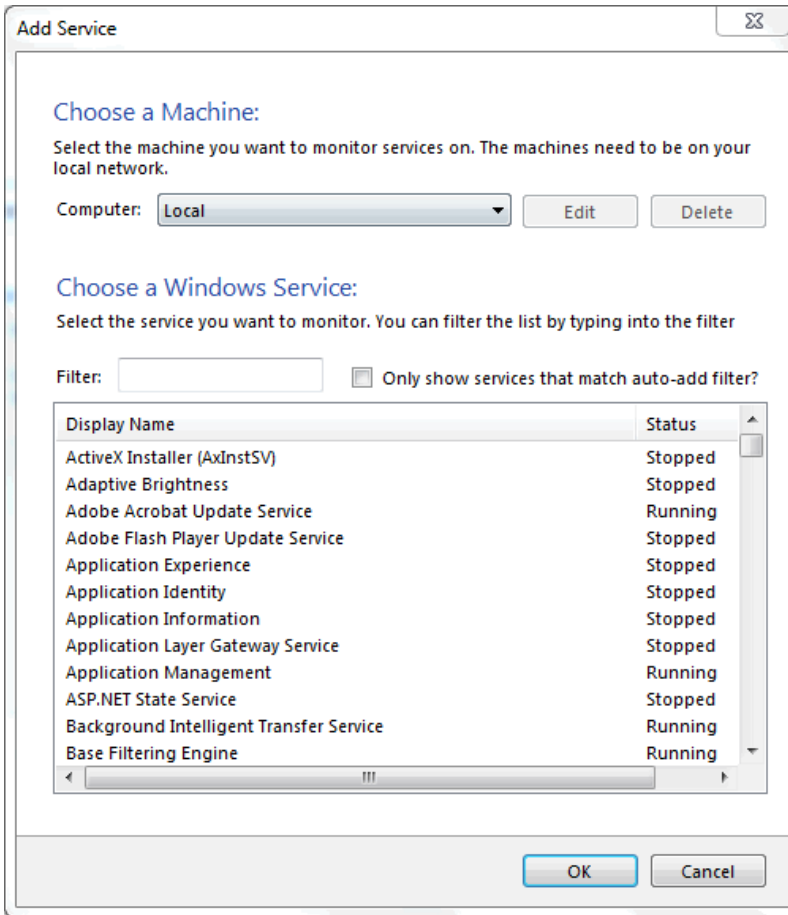 Add Service
Choose a Machine:
Select the machine you want to monitor services on. The machines need to be on your
local network.
Computer: Local Edit Delete
Choose a Windows Service:
Select the service you want to monitor. You can filter the list by typing into the filter
Filter: Only show services that match auto-add filter?
Display Name Status
ActiveX Installer (AxInstSV) Stopped
Adaptive Brightness Stopped
Adobe Acrobat Update Service Running
Adobe Flash Player Update Service Stopped
Application Experience Stopped
Application Identity Stopped
Application Information Stopped
Application Layer Gateway Service Stopped
Application Management Running
ASP.NET State Service Stopped
Background Intelligent Transfer Service Running
Base Filtering Engine Running
OK Cancel